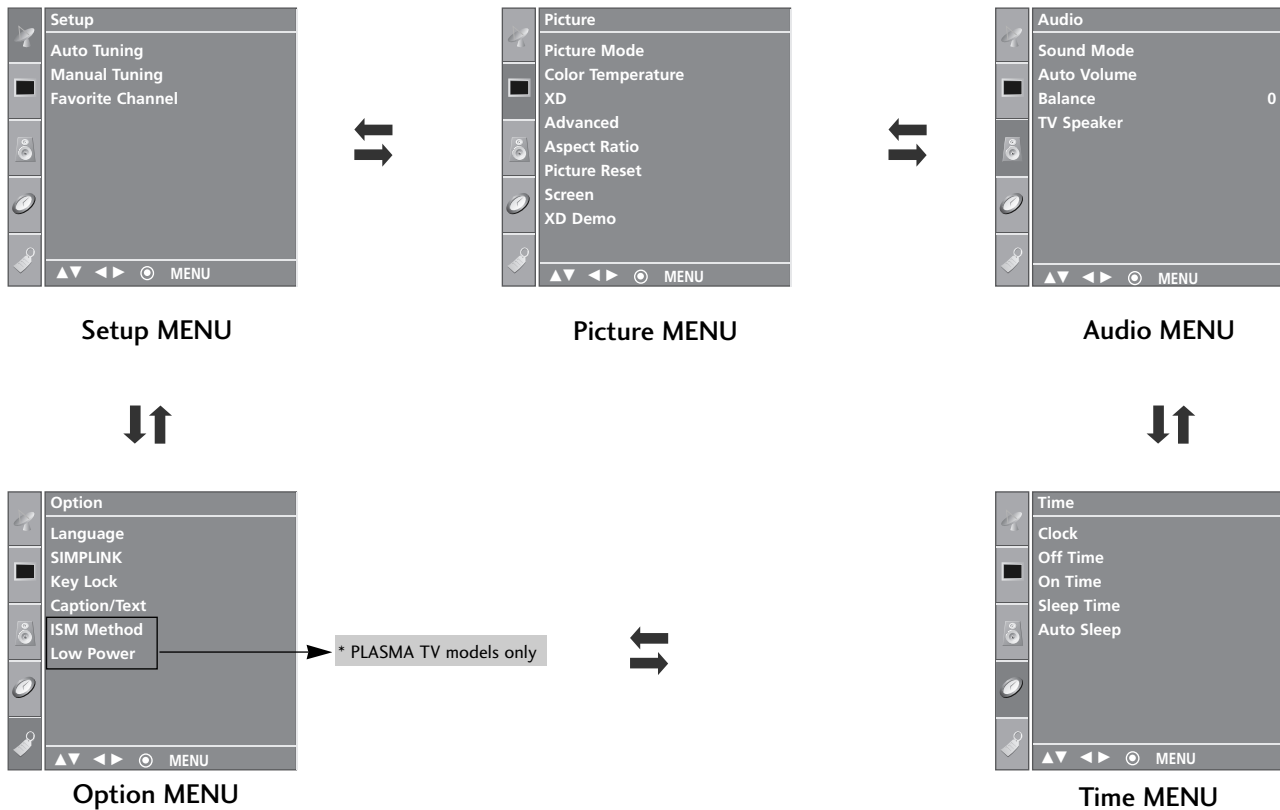 Setup
Auto Tuning
Manual Tuning
Favorite Channel
▲▼ ◄► ◉ MENU
Setup MENU
Picture
Picture Mode
Color Temperature
XD
Advanced
Aspect Ratio
Picture Reset
Screen
XD Demo
▲▼ ◄► ◉ MENU
Picture MENU
Audio
Sound Mode
Auto Volume
Balance 0
TV Speaker
▲▼ ◄► ◉ MENU
Audio MENU
Option
Language
SIMPLINK
Key Lock
Caption/Text
ISM Method
Low Power
▲▼ ◄► ◉ MENU
Option MENU
* PLASMA TV models only
Time
Clock
Off Time
On Time
Sleep Time
Auto Sleep
▲▼ ◄► ◉ MENU
Time MENU